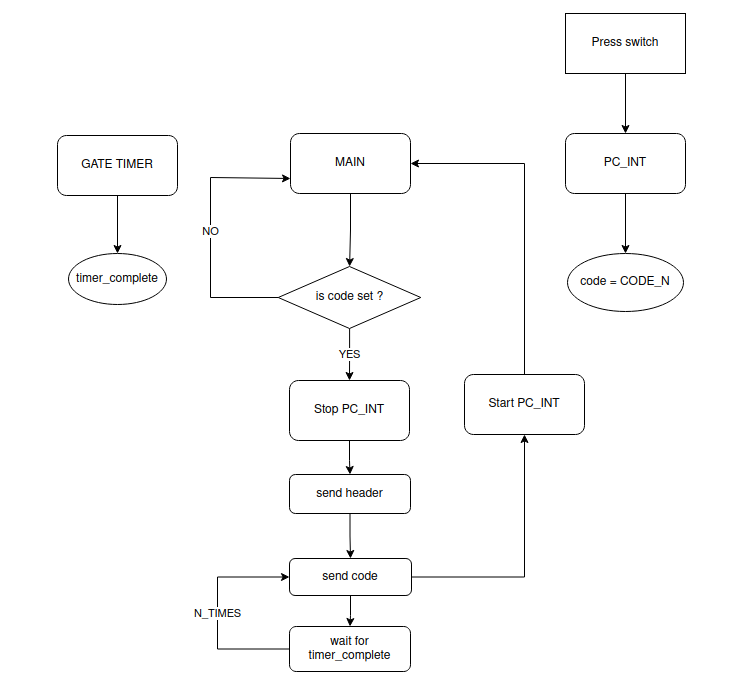 Press switch
GATE TIMER
MAIN
PC_INT
NO
timer_complete
is code set ?
code = CODE_N
YES
Stop PC_INT
Start PC_INT
send header
send code
N_TIMES
wait for
timer_complete